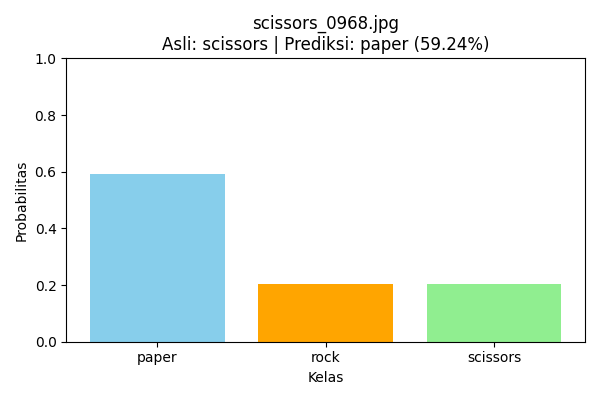 scissors_0968.jpg
Asli: scissors | Prediksi: paper (59.24%)
1.0
0.8
0.6
0.4
0.2
0.0
Probabilitas
paper rock scissors
Kelas